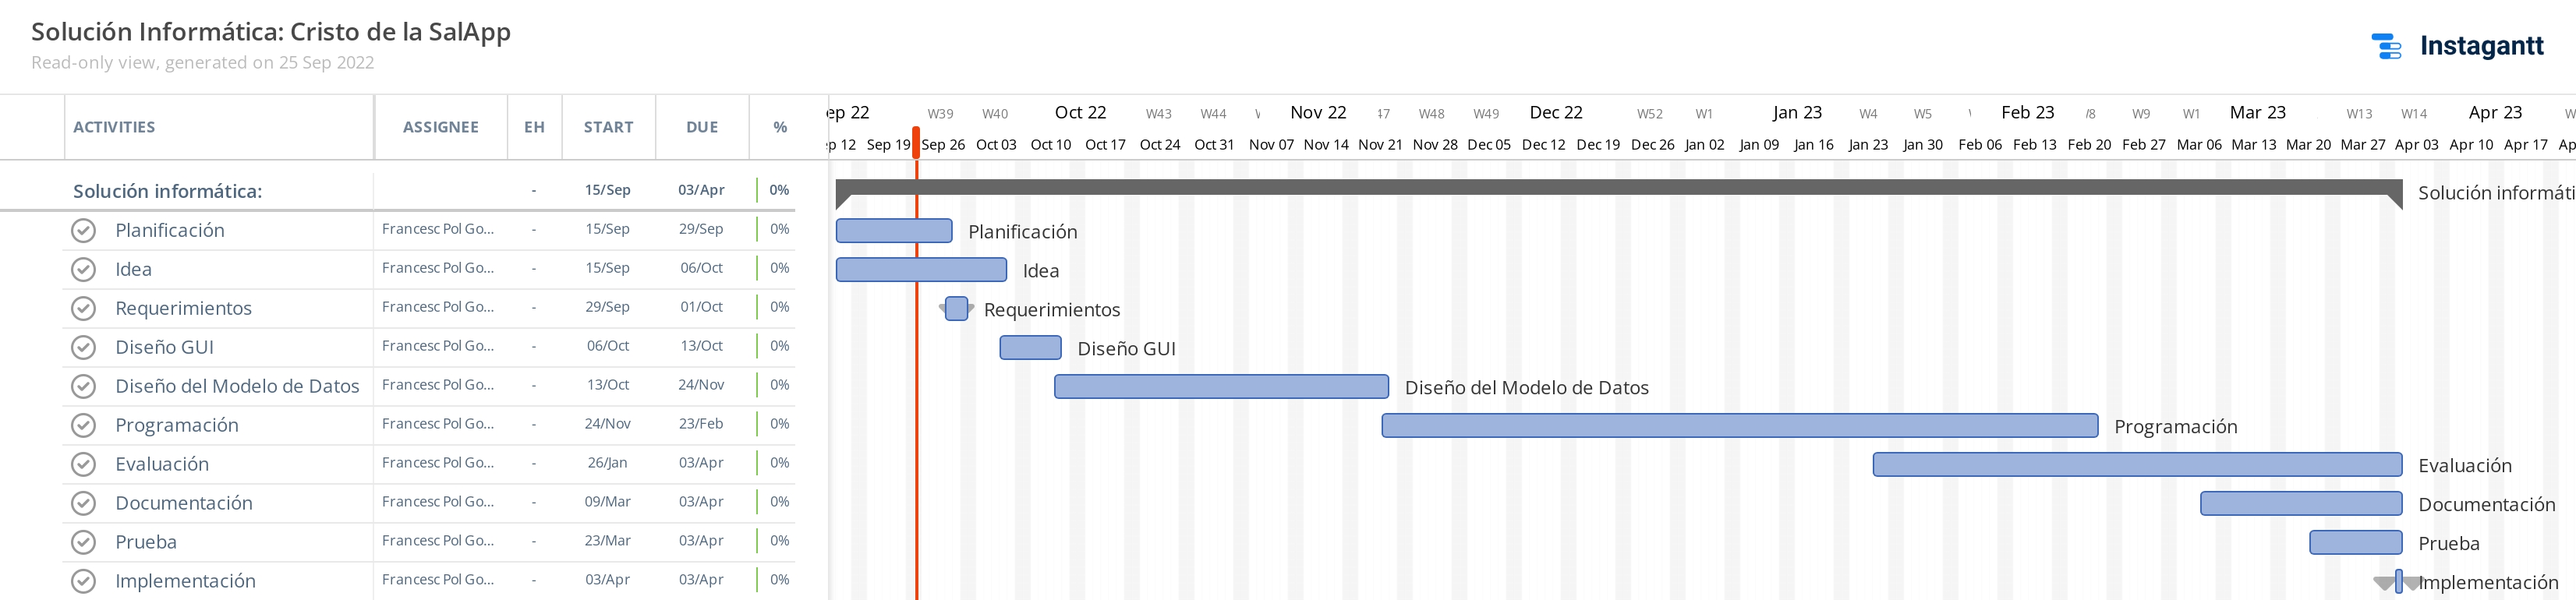 Solución Informática: Cristo de la SalApp
Read-only view, generated on 25 Sep 2022
Instagantt
ACTIVITIES ASSIGNEE EH START DUE %
ep 22 W39 W40 Oct 22 W43 W44 Nov 22 W48 W49 Dec 22 W52 W1 Jan 23 W4 W5 Feb 23 W9 W1 Mar 23 W13 W14 Apr 23
ep 12 Sep 19 Sep 26 Oct 03 Oct 10 Oct 17 Oct 24 Oct 31 Nov 07 Nov 14 Nov 21 Nov 28 Dec 05 Dec 12 Dec 19 Dec 26 Jan 02 Jan 09 Jan 16 Jan 23 Jan 30 Feb 06 Feb 13 Feb 20 Feb 27 Mar 06 Mar 13 Mar 20 Mar 27 Apr 03 Apr 10 Apr 17 Ap
Solución informática: - 15/Sep 03/Apr 0% Solución informáti
Planificación Francesc Pol Go... - 15/Sep 29/Sep 0% Planificación
Idea Francesc Pol Go... - 15/Sep 06/Oct 0% Idea
Requerimientos Francesc Pol Go... - 29/Sep 01/Oct 0% Requerimientos
Diseño GUI Francesc Pol Go... - 06/Oct 13/Oct 0% Diseño GUI
Diseño del Modelo de Datos Francesc Pol Go... - 13/Oct 24/Nov 0% Diseño del Modelo de Datos
Programación Francesc Pol Go... - 24/Nov 23/Feb 0% Programación
Evaluación Francesc Pol Go... - 26/Jan 03/Apr 0% Evaluación
Documentación Francesc Pol Go... - 09/Mar 03/Apr 0% Documentación
Prueba Francesc Pol Go... - 23/Mar 03/Apr 0% Prueba
Implementación Francesc Pol Go... - 03/Apr 03/Apr 0% Implementación